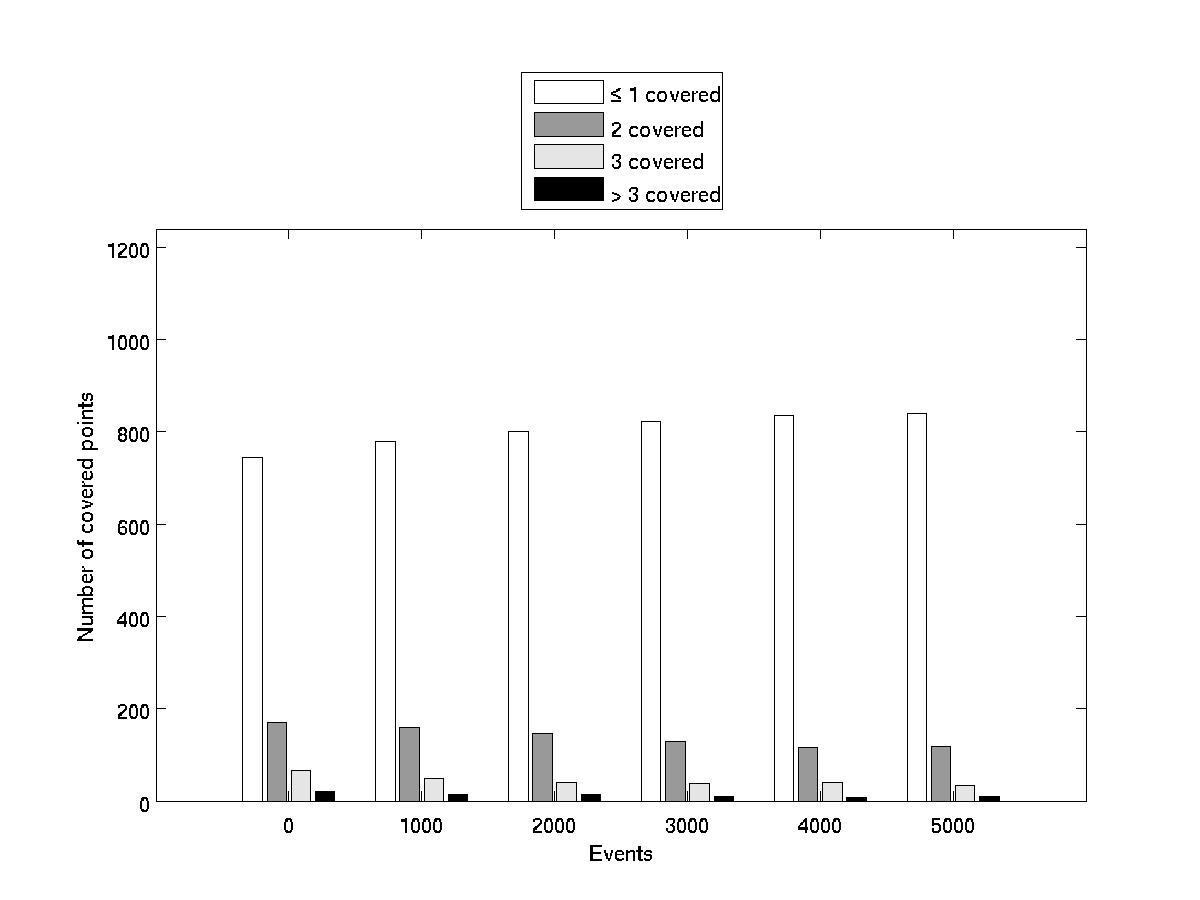 ≤ 1 covered
2 covered
3 covered
> 3 covered
1200
1000
800
600
400
200
0
Number of covered points
0 1000 2000 3000 4000 5000
Events